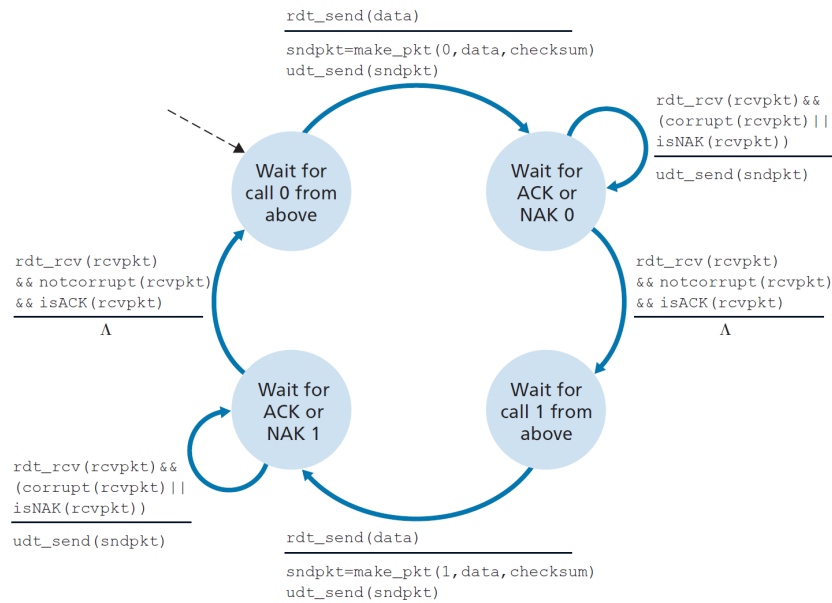 rdt_send(data)
sndpkt=make_pkt(0,data,checksum)
udt_send(sndpkt)
Wait for
call 0 from
above
Wait for
ACK or
NAK 0
rdt_rcv(rcvpkt)&&
(corrupt(rcvpkt)||
isNAK(rcvpkt))
udt_send(sndpkt)
rdt_rcv(rcvpkt)
&& notcorrupt(rcvpkt)
&& isACK(rcvpkt)
Λ
rdt_rcv(rcvpkt)
&& notcorrupt(rcvpkt)
&& isACK(rcvpkt)
Λ
Wait for
ACK or
NAK 1
Wait for
call 1 from
above
rdt_rcv(rcvpkt)&&
(corrupt(rcvpkt)||
isNAK(rcvpkt))
udt_send(sndpkt)
rdt_send(data)
sndpkt=make_pkt(1,data,checksum)
udt_send(sndpkt)